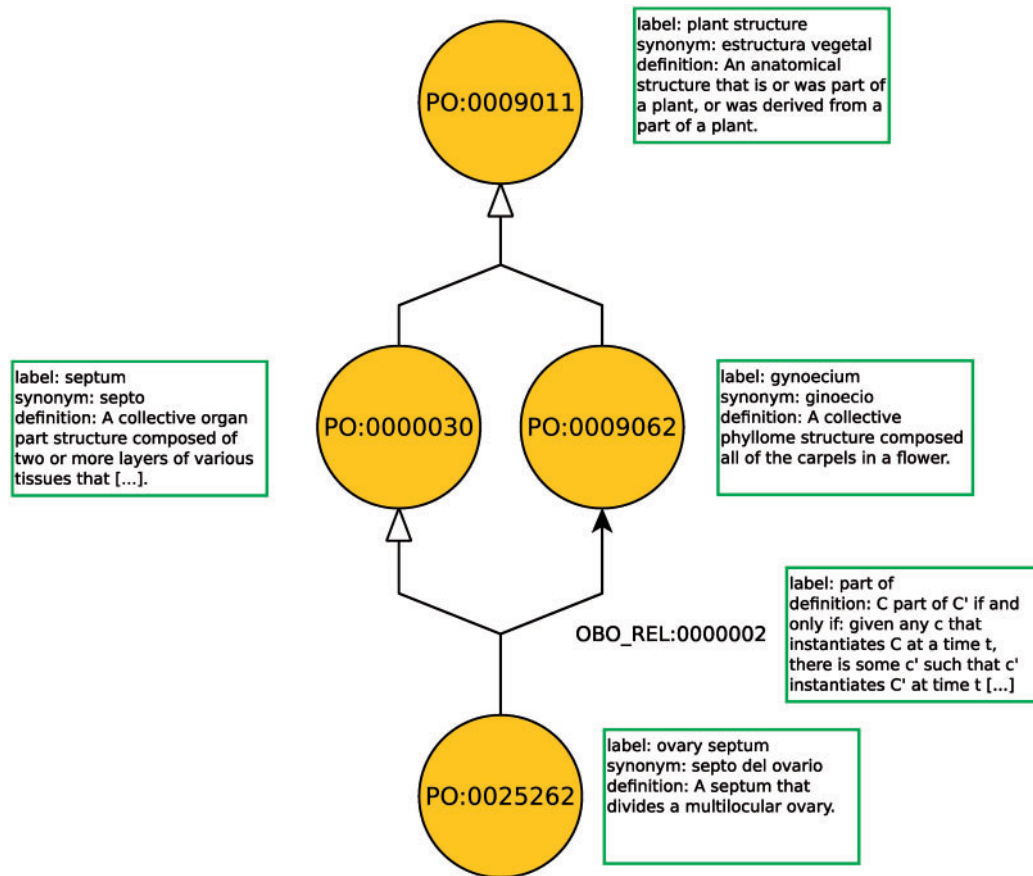 label: plant structure
synonym: estructura vegetal
definition: An anatomical
structure that is or was part of
a plant, or was derived from a
part of a plant.
PO:0009011
label: septum
synonym: septo
definition: A collective organ
part structure composed of
two or more layers of various
tissues that [...].
PO:0000030
PO:0009062
label: gynoecium
synonym: ginoecio
definition: A collective
phyllome structure composed
all of the carpels in a flower.
OBO_REL:0000002
label: part of
definition: C part of C' if and
only if: given any c that
instantiates C at a time t,
there is some c' such that c'
instantiates C' at time t [...]
PO:0025262
label: ovary septum
synonym: septo del ovario
definition: A septum that
divides a multilocular ovary.